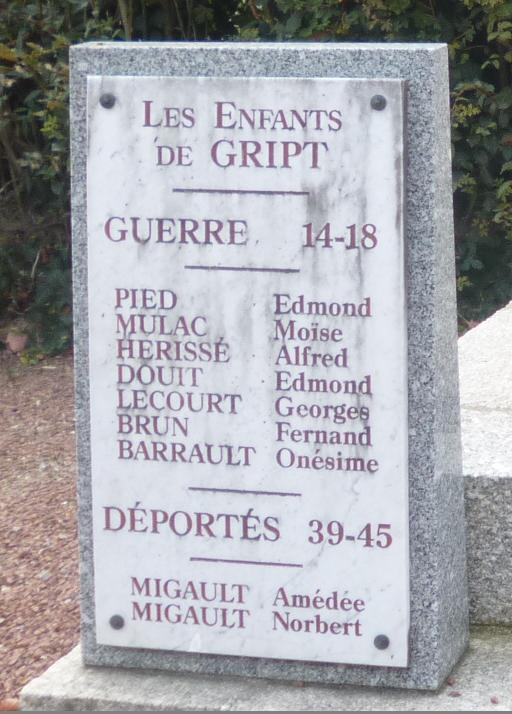 LES ENFANTS
DE GRIPT
GUERRE 14-18
PIED Edmond
MULAC Moïse
HERISSÉ Alfred
DOUIT Edmond
LECOURT Georges
BRUN Fernand
BARRAULT Onésime
DÉPORTÉS 39-45
MIGAULT Amédée
MIGAULT Norbert